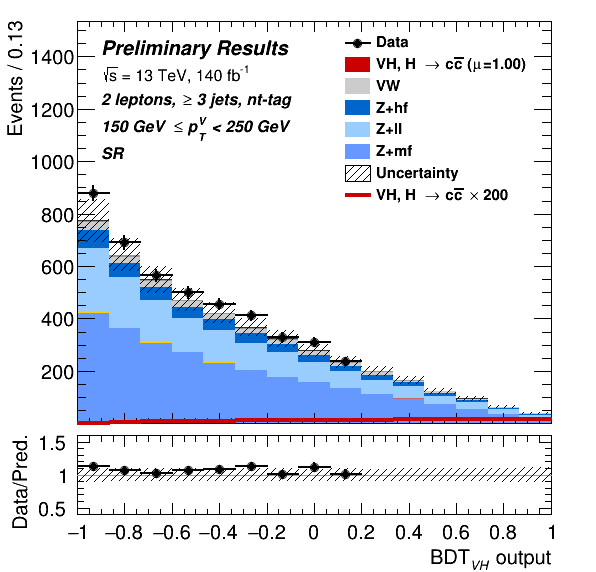 Events / 0.13
1400
1200
1000
800
600
400
200
Preliminary Results
√s = 13 TeV, 140 fb⁻¹
2 leptons, ≥ 3 jets, nt-tag
150 GeV ≤ p_T^V < 250 GeV
SR
Data
VH, H → cc̅ (μ=1.00)
VW
Z+hf
Z+ll
Z+mf
Uncertainty
VH, H → cc̅ × 200
Data/Pred.
1.5
1
0.5
−1 −0.8 −0.6 −0.4 −0.2 0 0.2 0.4 0.6 0.8 1
BDT_VH output